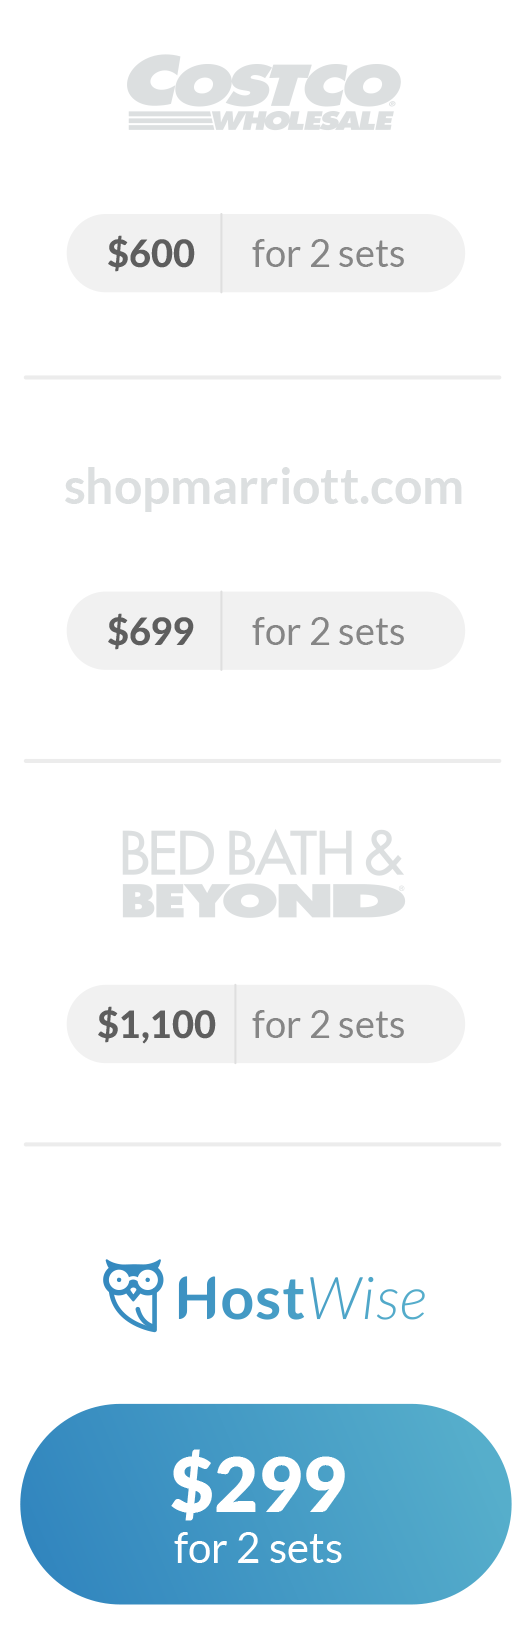 COSTCO
WHOLESALE
$600 for 2 sets
shopmarriott.com
$699 for 2 sets
BED BATH &
BEYOND
$1,100 for 2 sets
HostWise
$299
for 2 sets